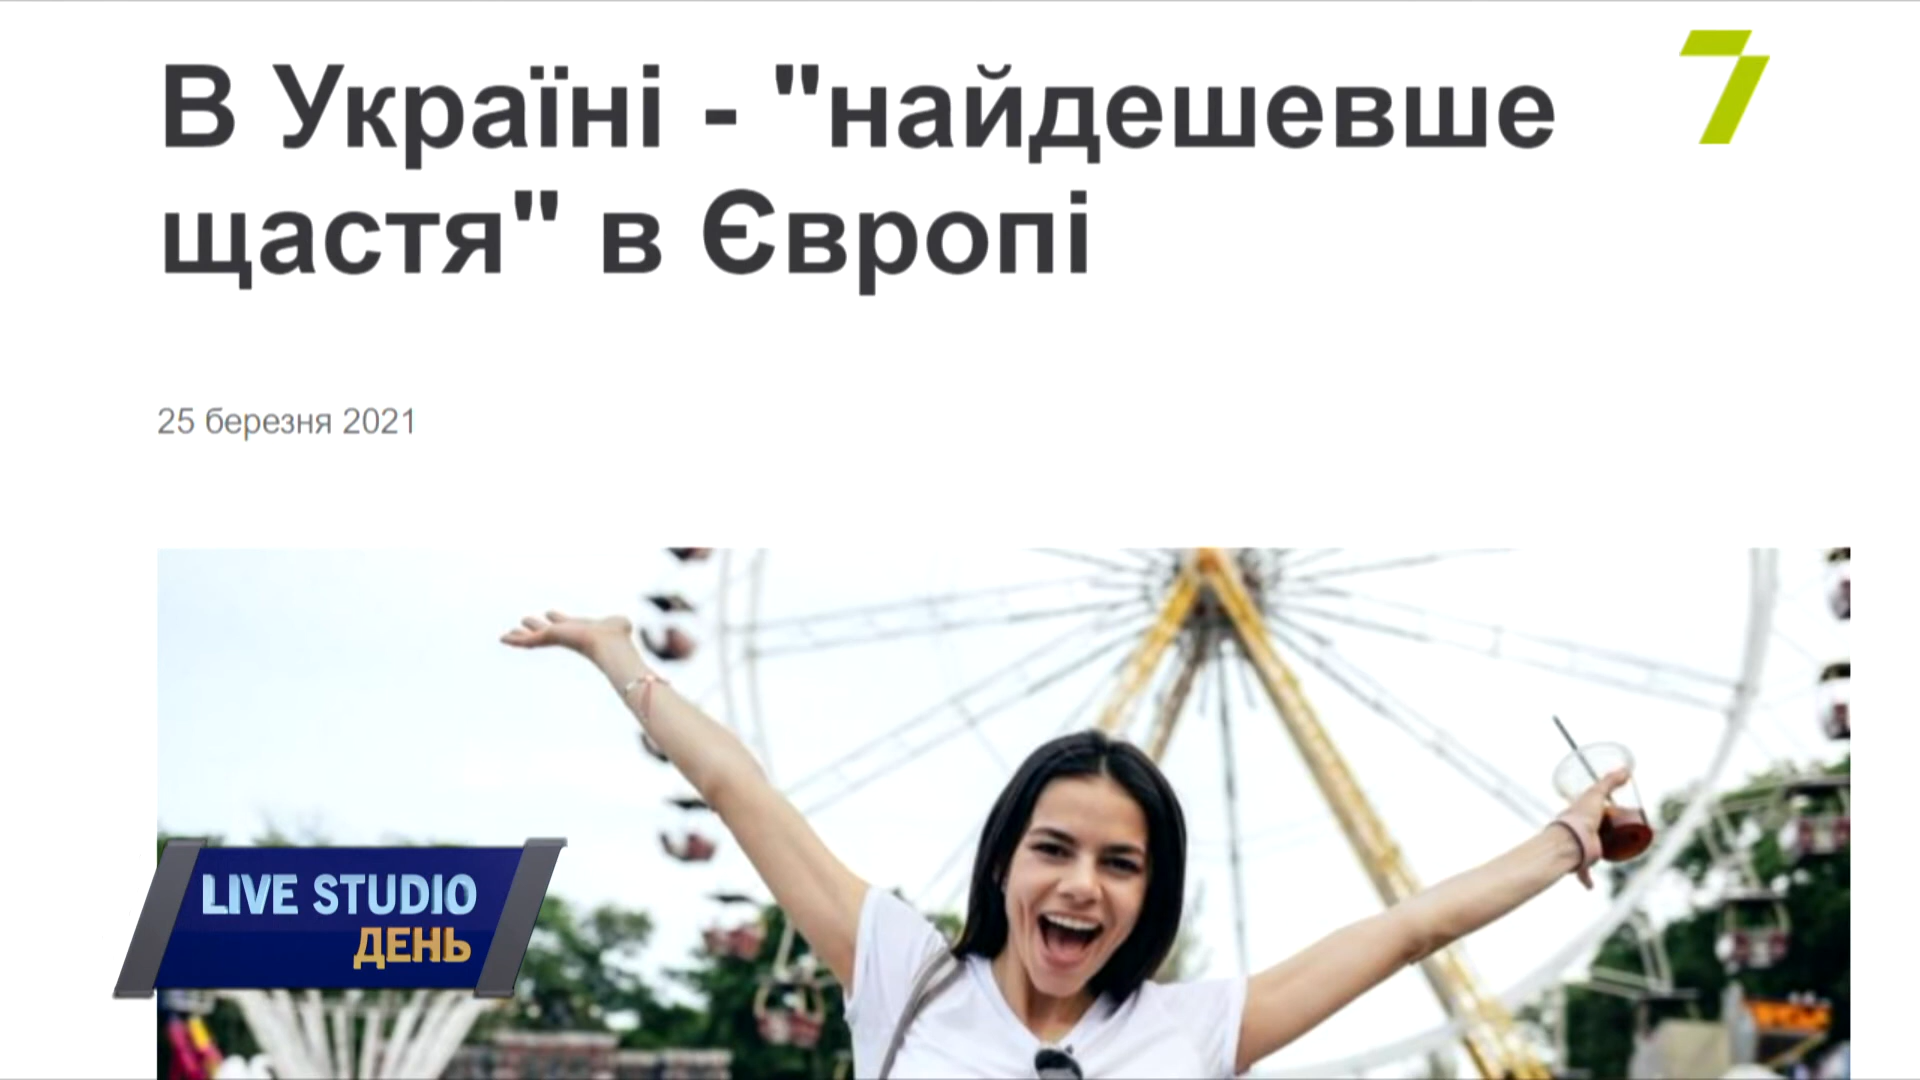 В Україні - "найдешевше
щастя" в Європі
7
25 березня 2021
LIVE STUDIO
ДЕНЬ